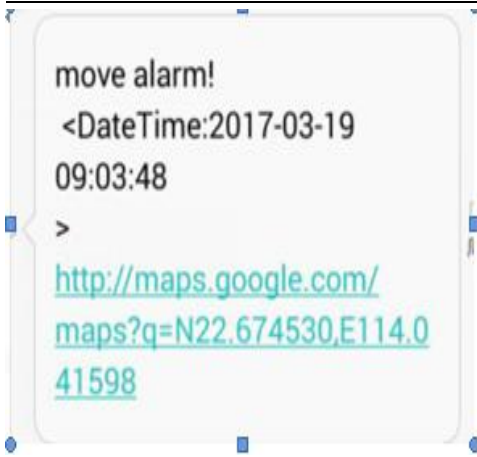 move alarm!
<DateTime:2017-03-19
09:03:48
>
http://maps.google.com/
maps?q=N22.674530,E114.0
41598